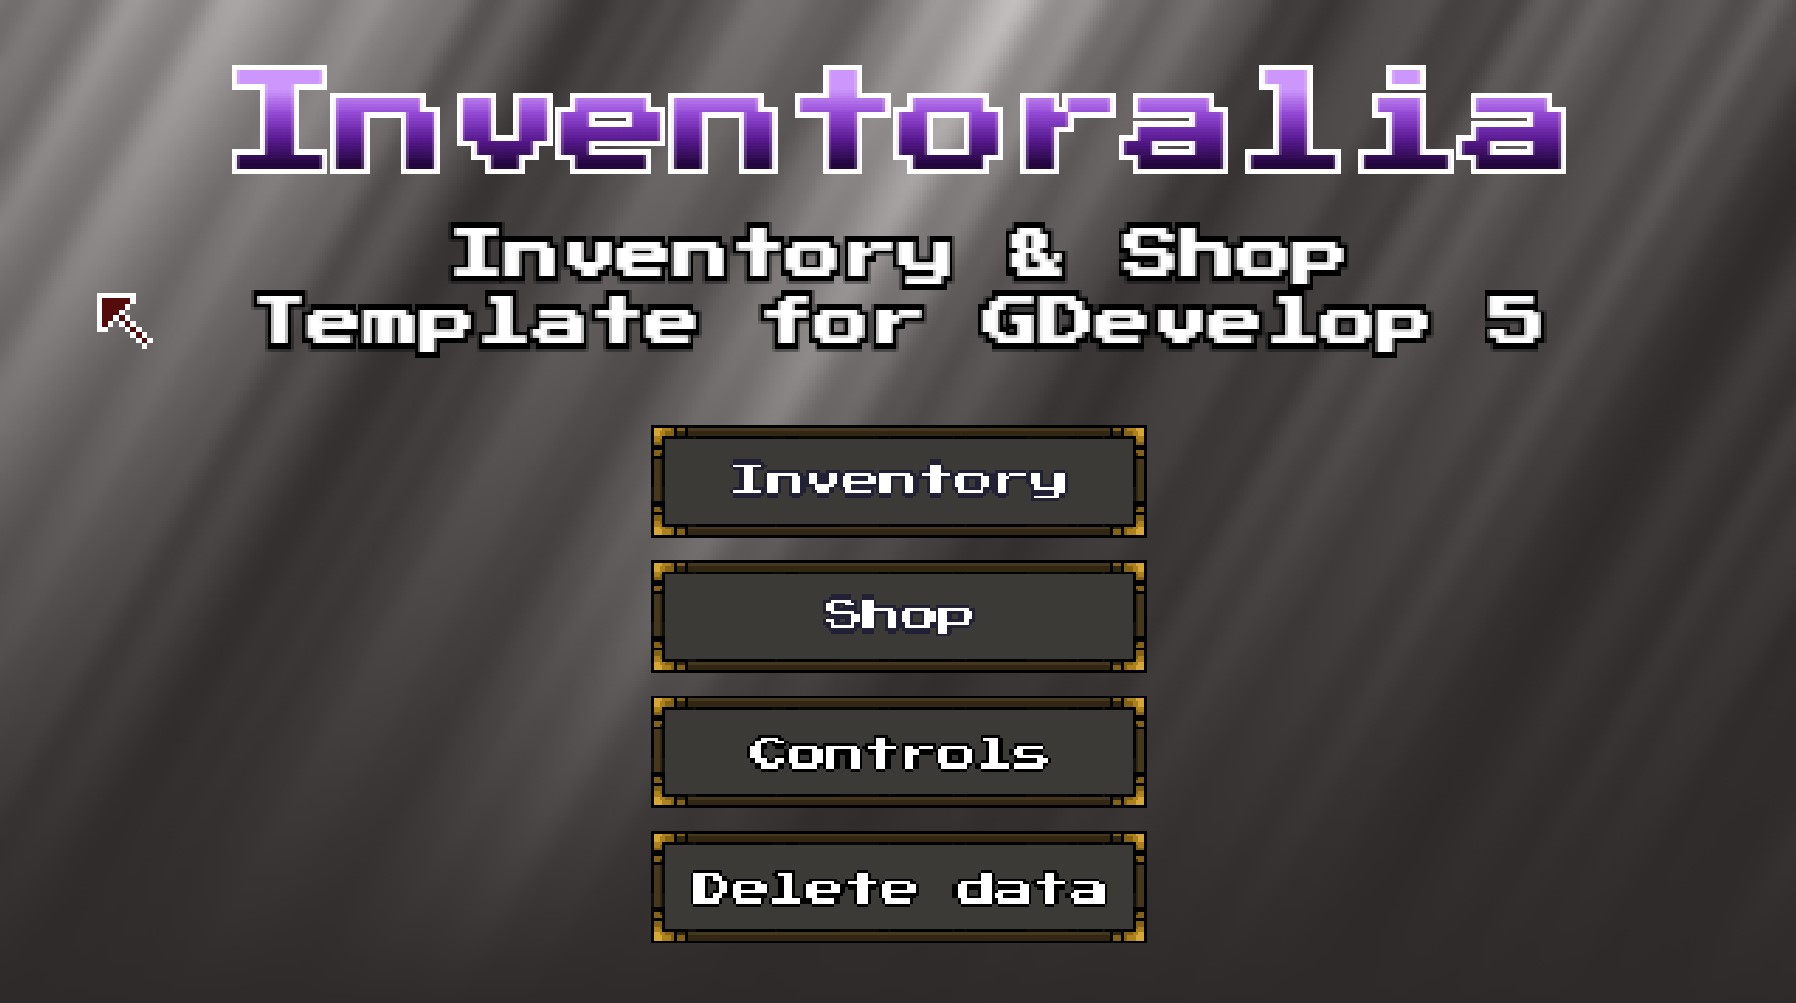 Inventoralia
Inventory & Shop
Template for GDevelop 5
Inventory
Shop
Controls
Delete data